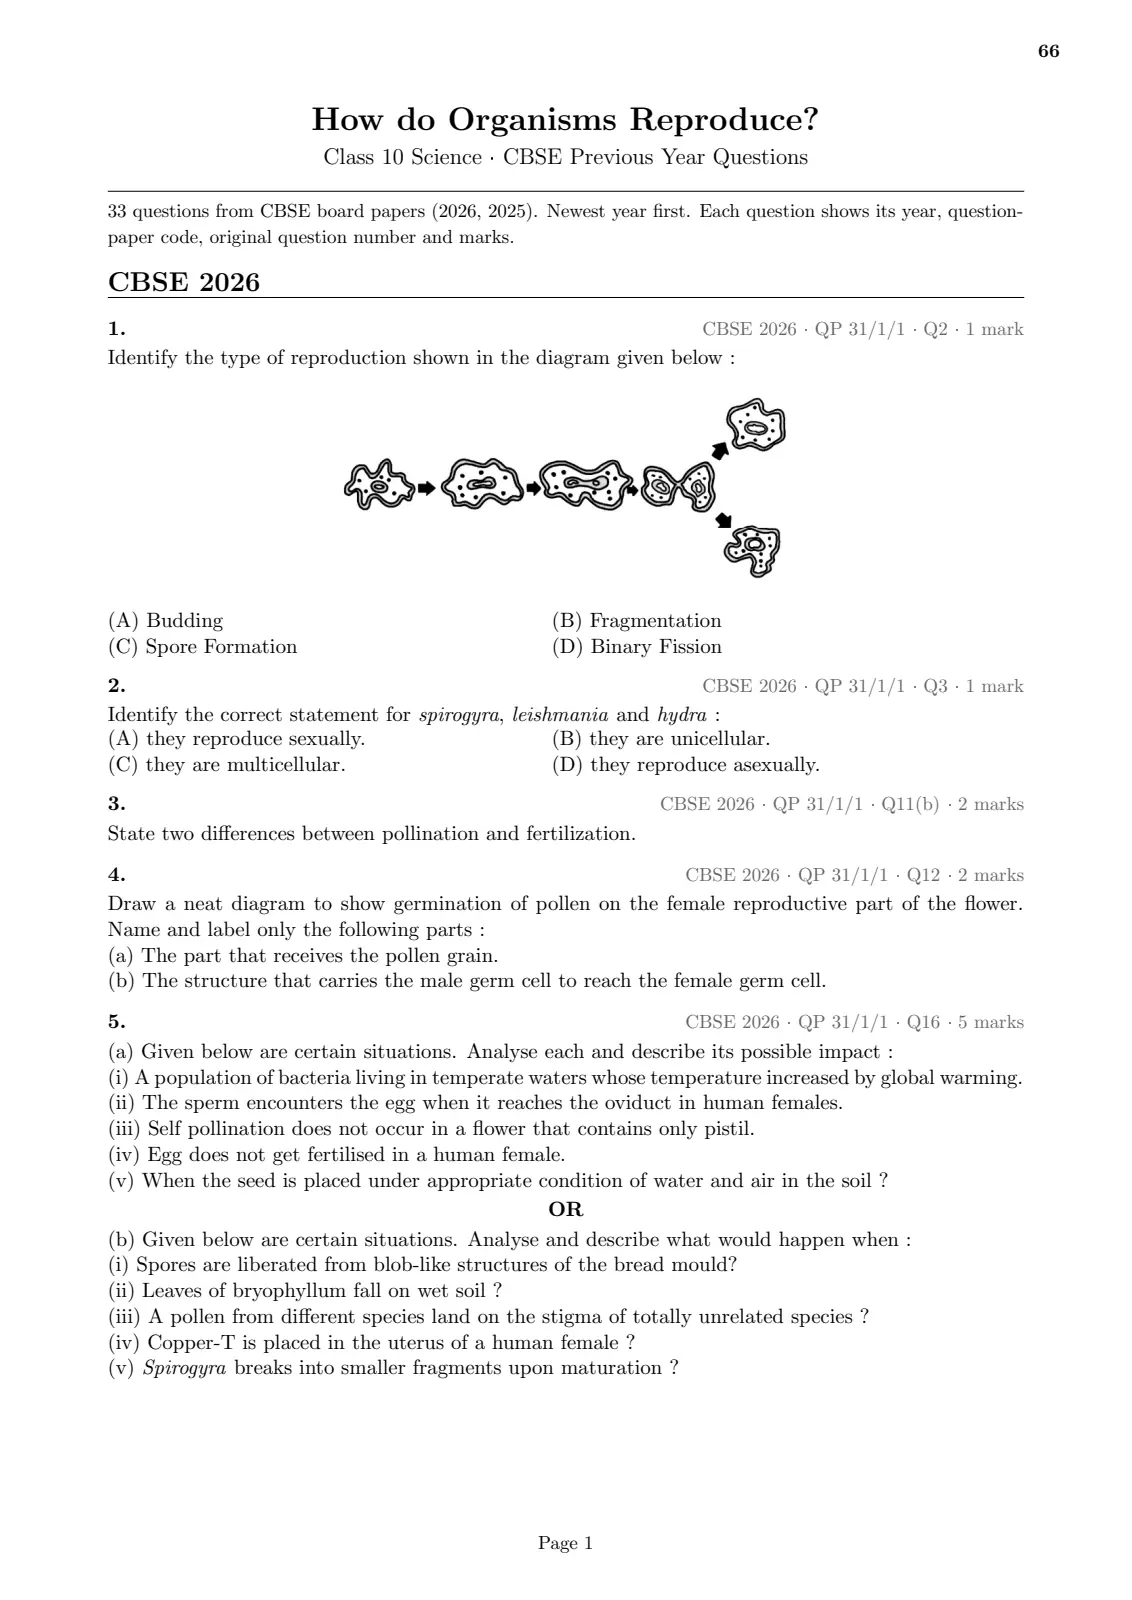 66
How do Organisms Reproduce?
Class 10 Science · CBSE Previous Year Questions
33 questions from CBSE board papers (2026, 2025). Newest year first. Each question shows its year, question-
paper code, original question number and marks.
CBSE 2026
1. CBSE 2026 · QP 31/1/1 · Q2 · 1 mark
Identify the type of reproduction shown in the diagram given below :
(A) Budding (B) Fragmentation
(C) Spore Formation (D) Binary Fission
2. CBSE 2026 · QP 31/1/1 · Q3 · 1 mark
Identify the correct statement for spirogyra, leishmania and hydra :
(A) they reproduce sexually. (B) they are unicellular.
(C) they are multicellular. (D) they reproduce asexually.
3. CBSE 2026 · QP 31/1/1 · Q11(b) · 2 marks
State two differences between pollination and fertilization.
4. CBSE 2026 · QP 31/1/1 · Q12 · 2 marks
Draw a neat diagram to show germination of pollen on the female reproductive part of the flower.
Name and label only the following parts :
(a) The part that receives the pollen grain.
(b) The structure that carries the male germ cell to reach the female germ cell.
5. CBSE 2026 · QP 31/1/1 · Q16 · 5 marks
(a) Given below are certain situations. Analyse each and describe its possible impact :
(i) A population of bacteria living in temperate waters whose temperature increased by global warming.
(ii) The sperm encounters the egg when it reaches the oviduct in human females.
(iii) Self pollination does not occur in a flower that contains only pistil.
(iv) Egg does not get fertilised in a human female.
(v) When the seed is placed under appropriate condition of water and air in the soil ?
OR
(b) Given below are certain situations. Analyse and describe what would happen when :
(i) Spores are liberated from blob-like structures of the bread mould?
(ii) Leaves of bryophyllum fall on wet soil ?
(iii) A pollen from different species land on the stigma of totally unrelated species ?
(iv) Copper-T is placed in the uterus of a human female ?
(v) Spirogyra breaks into smaller fragments upon maturation ?
Page 1